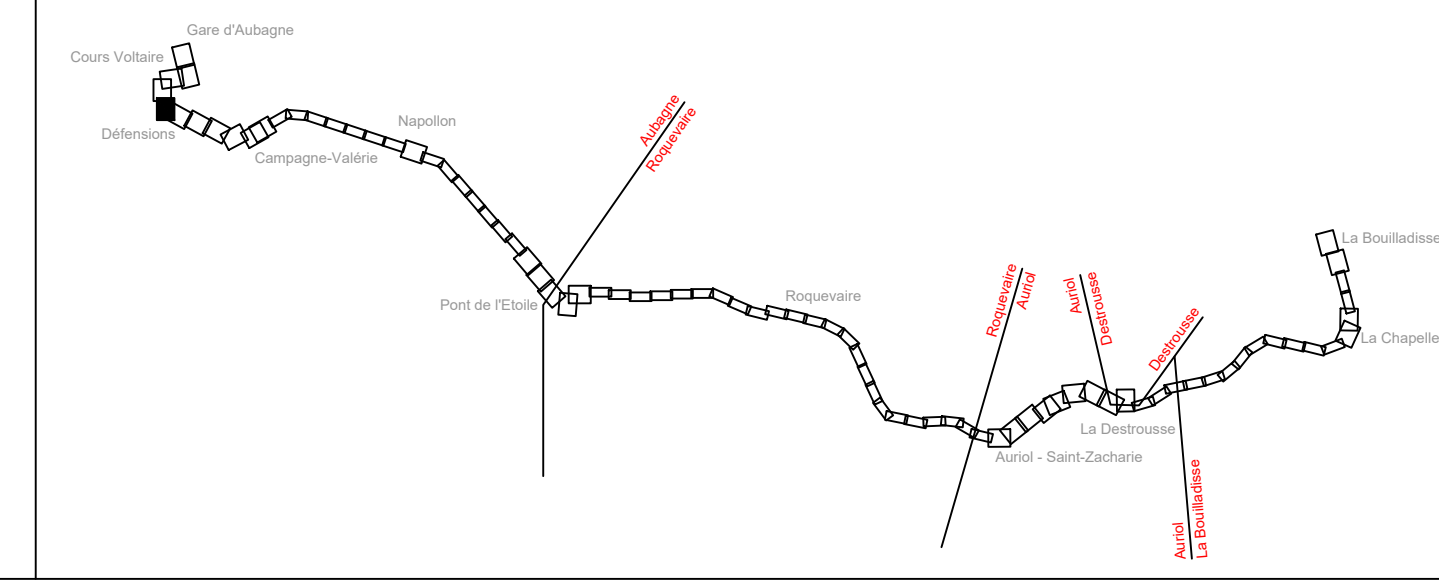 Gare d'Aubagne
Cours Voltaire
Défensions
Campagne-Valérie
Napollon
Aubagne
Roquevaire
Pont de l'Etoile
Roquevaire
Roquevaire
Auriol
Auriol
Destrousse
Destrousse
La Bouilladisse
La Chapelle
La Destrousse
Auriol - Saint-Zacharie
Auriol
La Bouilladisse